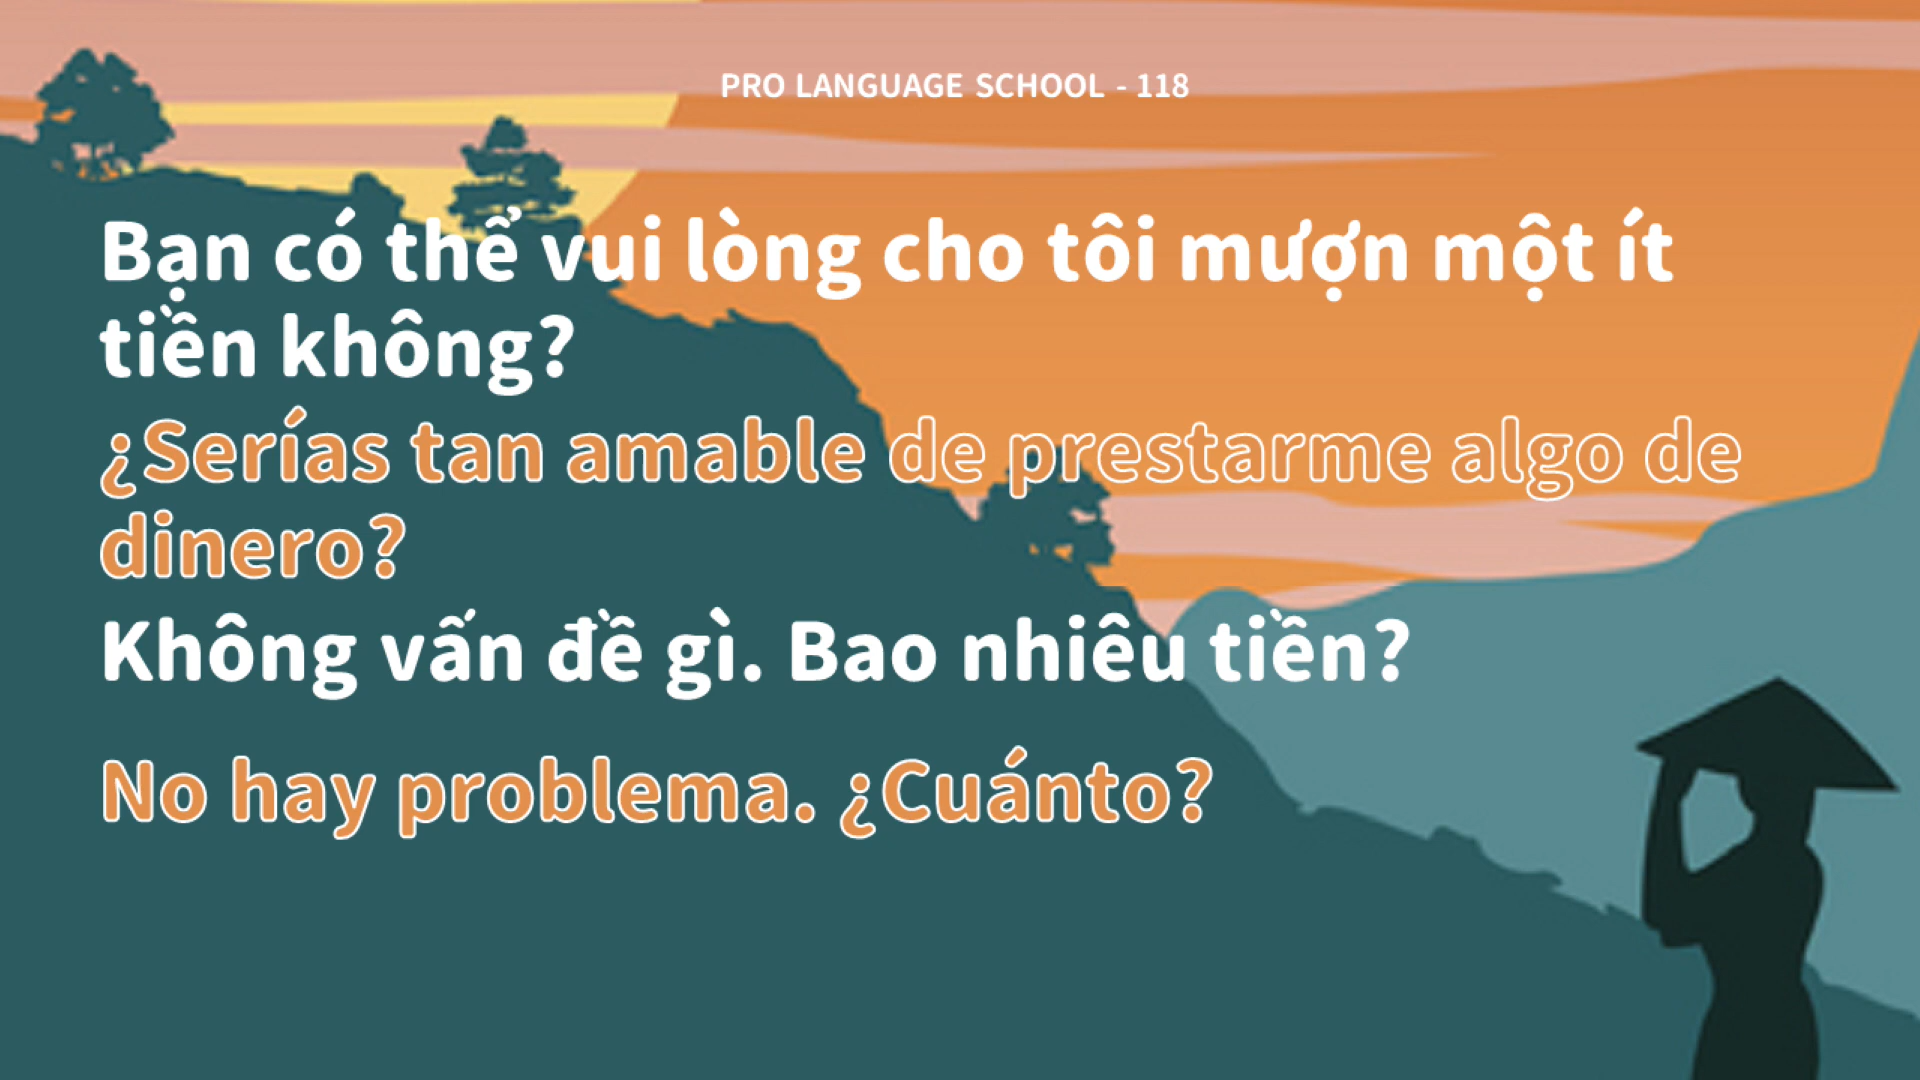 PRO LANGUAGE SCHOOL - 118
Bạn có thể vui lòng cho tôi mượn một ít
tiền không?
¿Serías tan amable de prestarme algo de
dinero?
Không vấn đề gì. Bao nhiêu tiền?
No hay problema. ¿Cuánto?